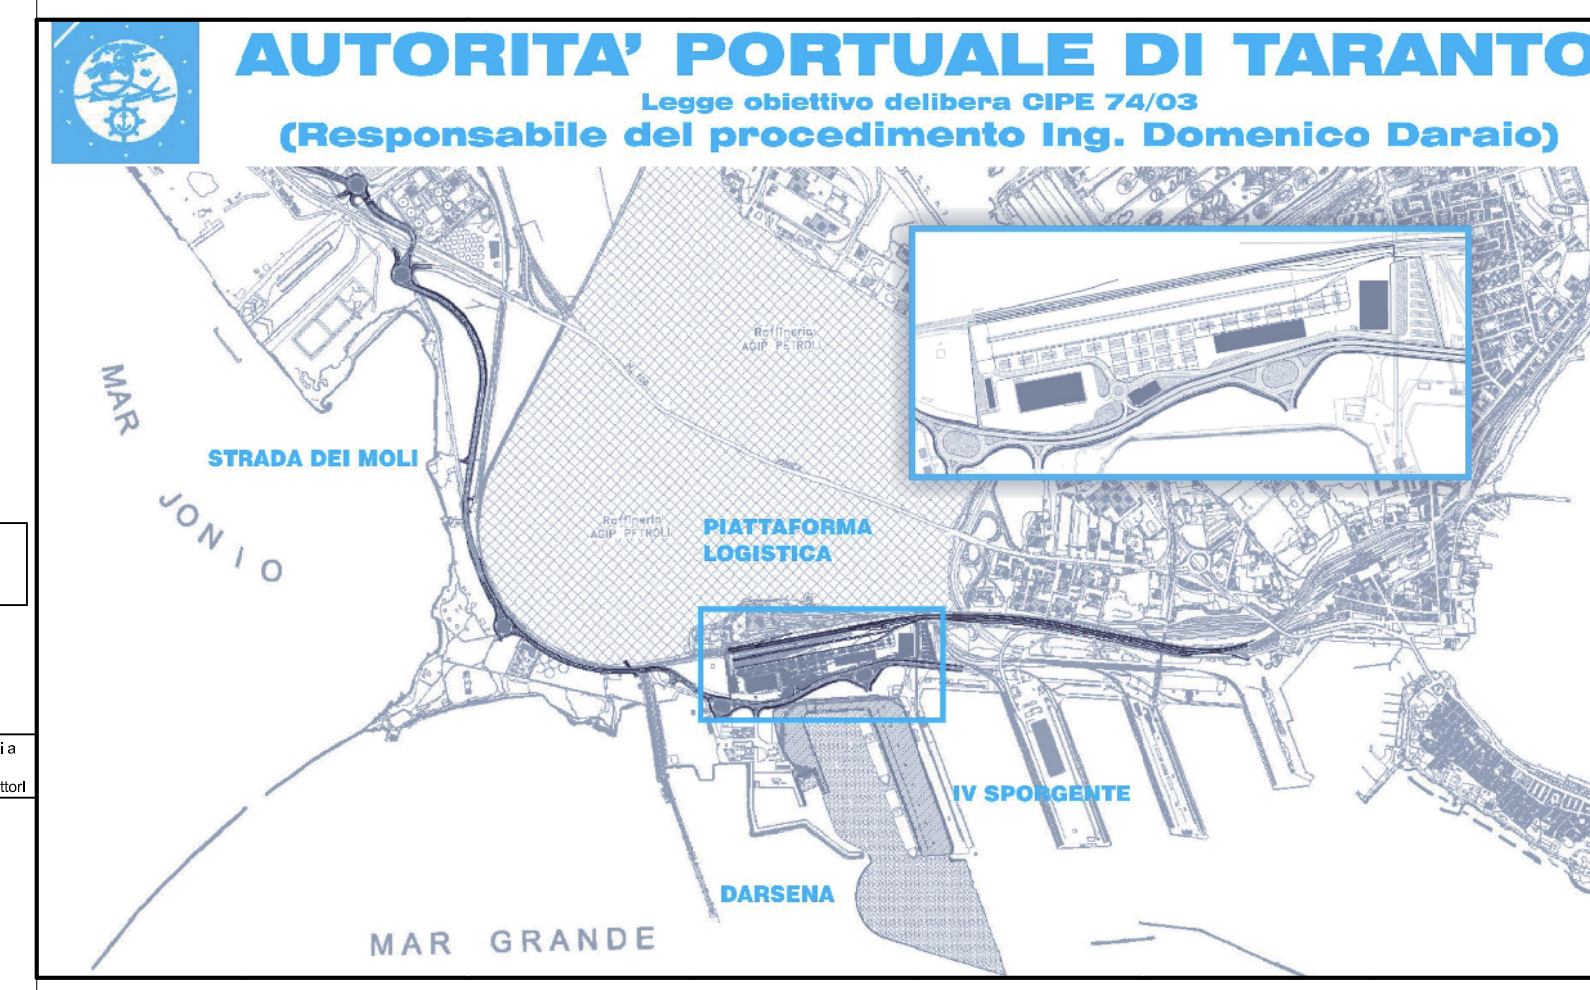 AUTORITA' PORTUALE DI TARANTO
Legge obiettivo delibera CIPE 74/03
(Responsabile del procedimento Ing. Domenico Daraio)
Raffineria
AGIP PETROLI
MAR
JONIO
STRADA DEI MOLI
Raffineria
AGIP PETROLI
PIATTAFORMA
LOGISTICA
i a
ttori
IV SPORGENTE
DARSENA
MAR GRANDE